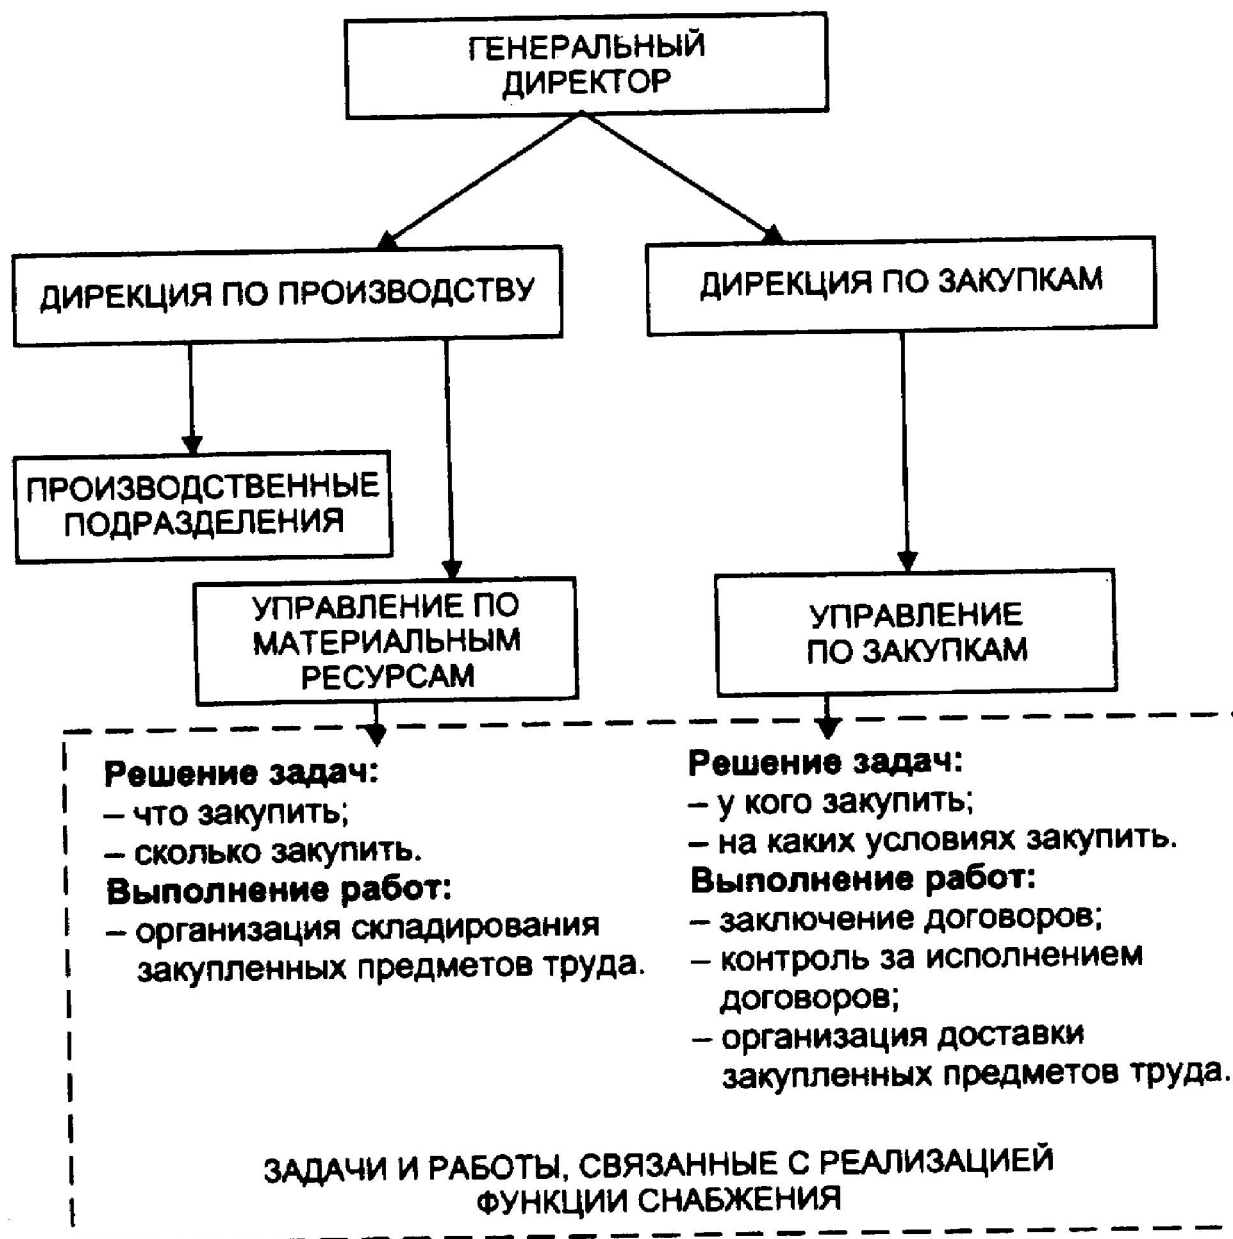 ГЕНЕРАЛЬНЫЙ
ДИРЕКТОР
ДИРЕКЦИЯ ПО ПРОИЗВОДСТВУ
ДИРЕКЦИЯ ПО ЗАКУПКАМ
ПРОИЗВОДСТВЕННЫЕ
ПОДРАЗДЕЛЕНИЯ
УПРАВЛЕНИЕ ПО
МАТЕРИАЛЬНЫМ
РЕСУРСАМ
УПРАВЛЕНИЕ
ПО ЗАКУПКАМ
Решение задач:
– что закупить;
– сколько закупить.
Выполнение работ:
– организация складирования
закупленных предметов труда.
Решение задач:
– у кого закупить;
– на каких условиях закупить.
Выполнение работ:
– заключение договоров;
– контроль за исполнением
договоров;
– организация доставки
закупленных предметов труда.
ЗАДАЧИ И РАБОТЫ, СВЯЗАННЫЕ С РЕАЛИЗАЦИЕЙ
ФУНКЦИИ СНАБЖЕНИЯ